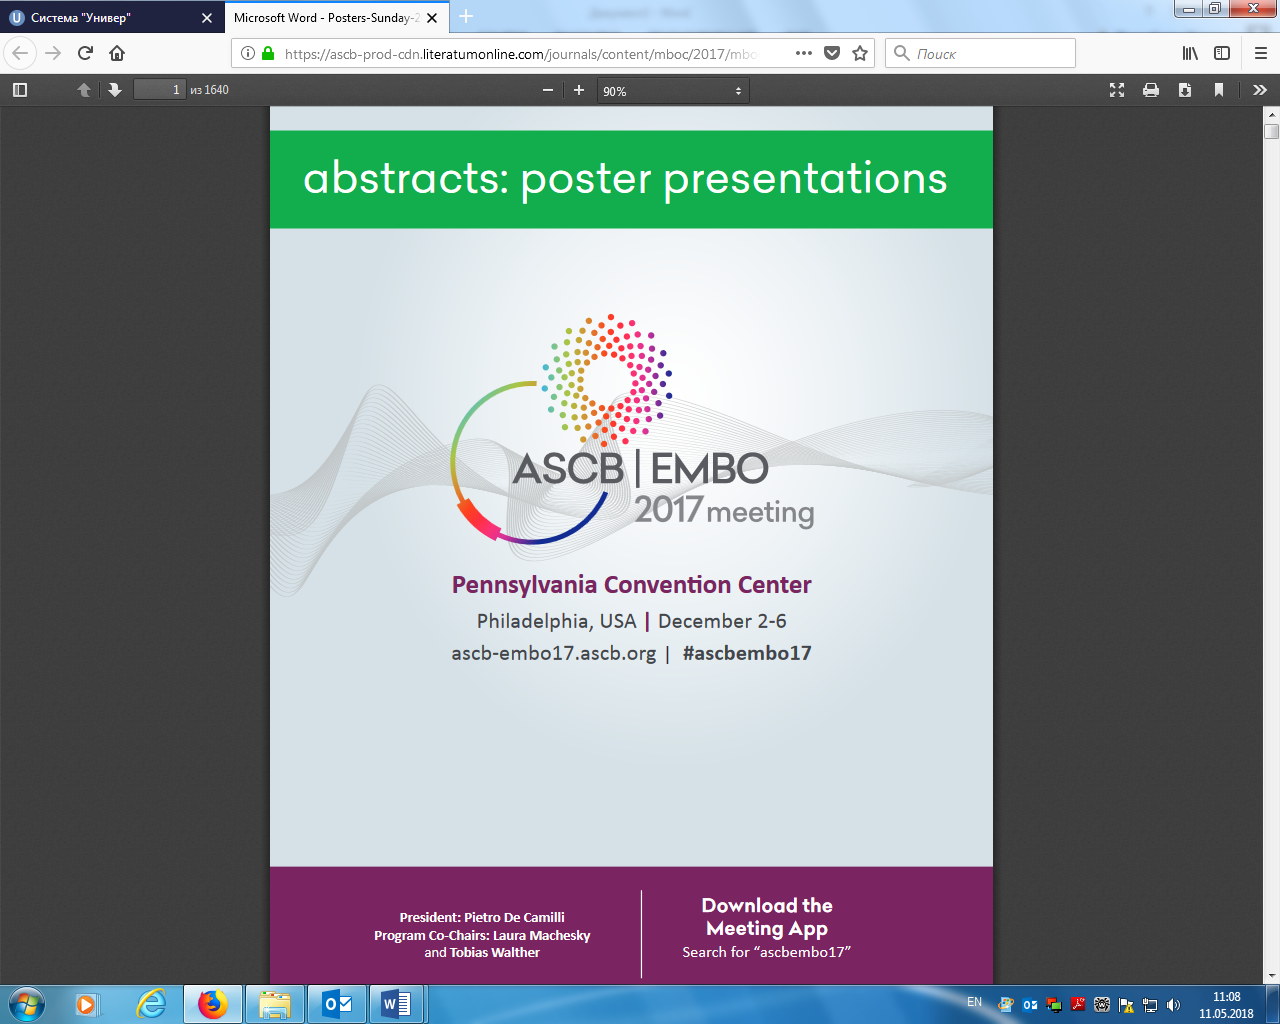 Система "Универ"
Microsoft Word - Posters-Sunday-2
https://ascb-prod-cdn.literatumonline.com/journals/content/mboc/2017/mbo
Поиск
1 из 1640
90%
abstracts: poster presentations
ASCB | EMBO
2017 meeting
Pennsylvania Convention Center
Philadelphia, USA | December 2-6
ascb-embo17.ascb.org | #ascbembo17
President: Pietro De Camilli
Program Co-Chairs: Laura Machesky
and Tobias Walther
Download the
Meeting App
Search for “ascbembo17”
EN
11:08
11.05.2018